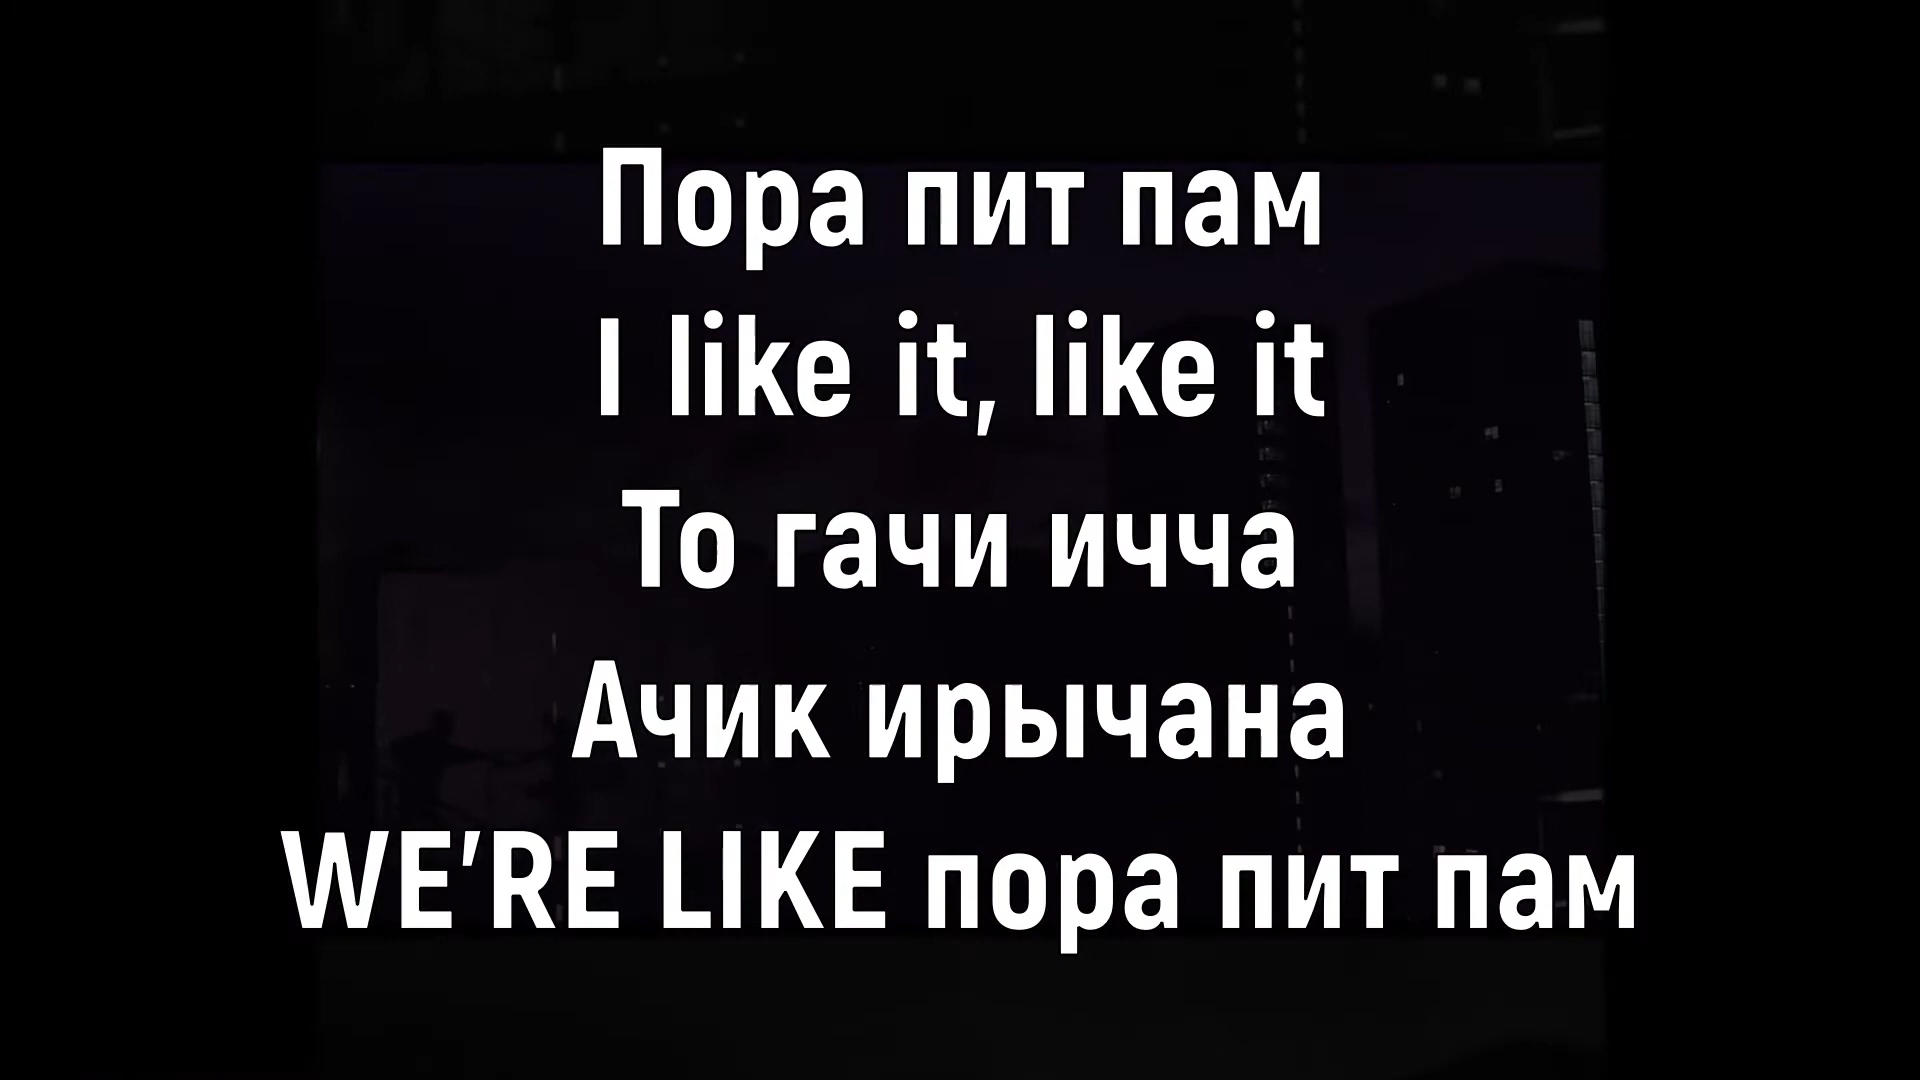 Пора пит пам
I like it, like it
То гачи ичча
Ачик ирычана
WE'RE LIKE пора пит пам